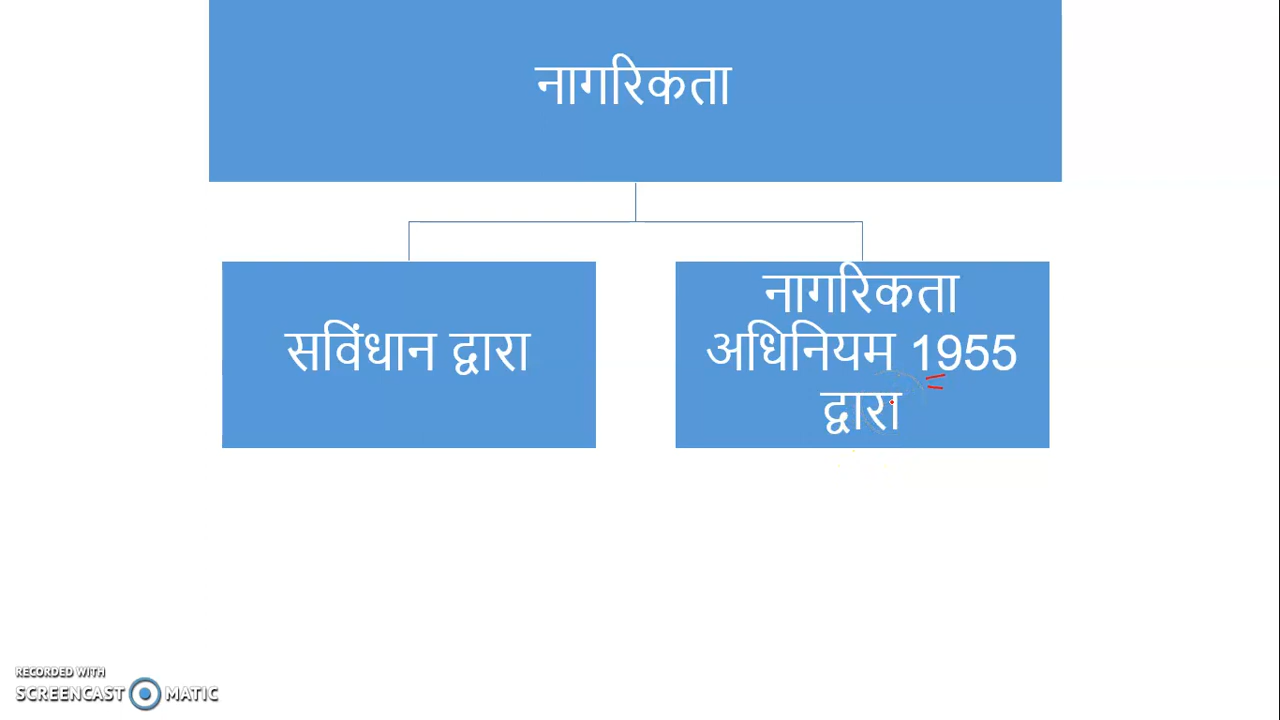 नागरिकता
सविंधान द्वारा
नागरिकता
अधिनियम 1955
द्वारा
RECORDED WITH
SCREENCAST MATIC